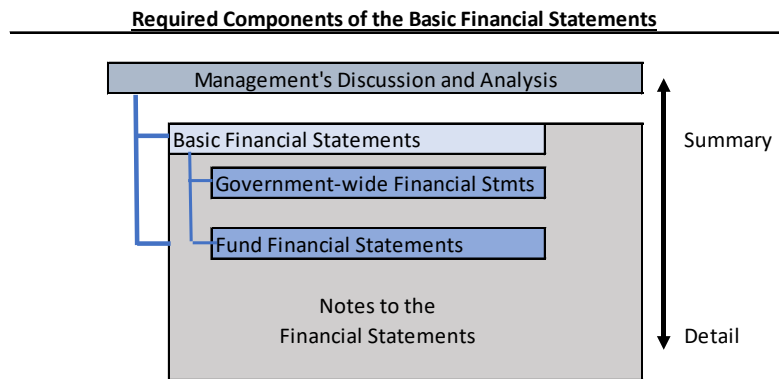 Required Components of the Basic Financial Statements
Management's Discussion and Analysis
Basic Financial Statements
Summary
Government-wide Financial Stmts
Fund Financial Statements
Notes to the
Financial Statements
Detail